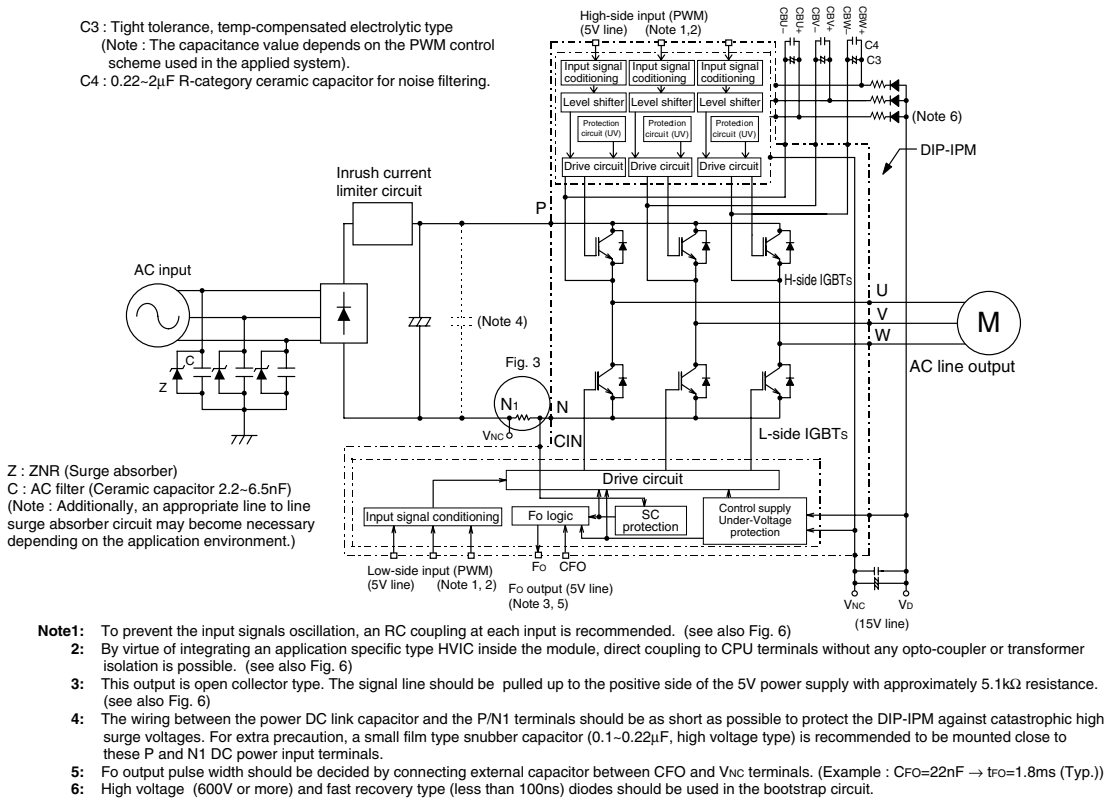 C3 : Tight tolerance, temp-compensated electrolytic type
(Note : The capacitance value depends on the PWM control
scheme used in the applied system).
C4 : 0.22~2μF R-category ceramic capacitor for noise filtering.
High-side input (PWM)
(5V line) (Note 1,2)
CBU–
CBU+
CBV–
CBV+
CBW–
CBW+
C4
C3
Input signal
coditioning
Input signal
coditioning
Input signal
coditioning
Level shifter
Level shifter
Level shifter
Protection
circuit (UV)
Protection
circuit (UV)
Protection
circuit (UV)
Drive circuit
Drive circuit
Drive circuit
(Note 6)
DIP-IPM
Inrush current
limiter circuit
P
AC input
H-side IGBTS
U
V
W
M
AC line output
(Note 4)
C
Z
Fig. 3
N1
N
VNC
CIN
L-side IGBTS
Z : ZNR (Surge absorber)
C : AC filter (Ceramic capacitor 2.2~6.5nF)
(Note : Additionally, an appropriate line to line
surge absorber circuit may become necessary
depending on the application environment.)
Drive circuit
Input signal conditioning
Fo logic
SC
protection
Control supply
Under-Voltage
protection
Low-side input (PWM)
(5V line) (Note 1, 2)
FO
CFO
FO output (5V line)
(Note 3, 5)
VNC
VD
(15V line)
Note1: To prevent the input signals oscillation, an RC coupling at each input is recommended. (see also Fig. 6)
2: By virtue of integrating an application specific type HVIC inside the module, direct coupling to CPU terminals without any opto-coupler or transformer
isolation is possible. (see also Fig. 6)
3: This output is open collector type. The signal line should be pulled up to the positive side of the 5V power supply with approximately 5.1kΩ resistance.
(see also Fig. 6)
4: The wiring between the power DC link capacitor and the P/N1 terminals should be as short as possible to protect the DIP-IPM against catastrophic high
surge voltages. For extra precaution, a small film type snubber capacitor (0.1~0.22μF, high voltage type) is recommended to be mounted close to
these P and N1 DC power input terminals.
5: FO output pulse width should be decided by connecting external capacitor between CFO and VNC terminals. (Example : CFO=22nF → tFO=1.8ms (Typ.))
6: High voltage (600V or more) and fast recovery type (less than 100ns) diodes should be used in the bootstrap circuit.